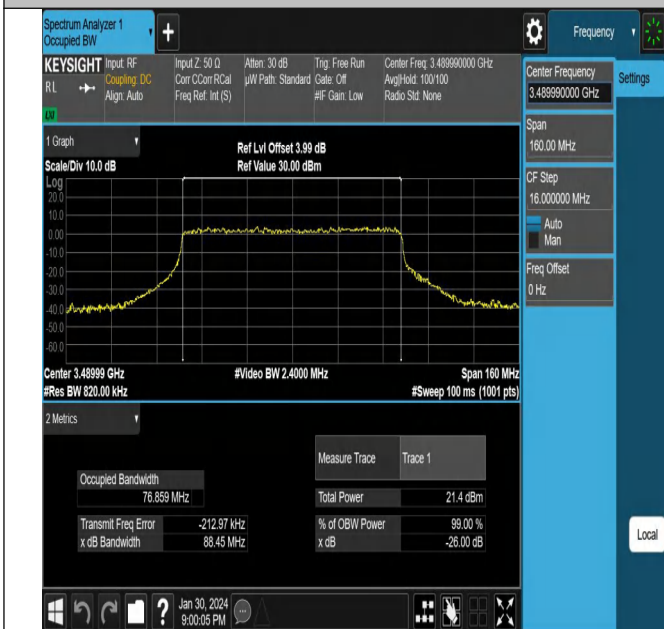 Spectrum Analyzer 1
Occupied BW
Frequency
KEYSIGHT
RL
LXI
Input: RF
Coupling: DC
Align: Auto
Input Z: 50 Ω
Corr CCorr RCal
Freq Ref: Int (S)
Atten: 30 dB
µW Path: Standard
Trig: Free Run
Gate: Off
#IF Gain: Low
Center Freq: 3.489990000 GHz
Avg|Hold: 100/100
Radio Std: None
Center Frequency
3.489990000 GHz
Settings
Span
160.00 MHz
CF Step
16.000000 MHz
Auto
Man
Freq Offset
0 Hz
1 Graph
Scale/Div 10.0 dB
Ref Lvl Offset 3.99 dB
Ref Value 30.00 dBm
Log
20.0
10.0
0.00
-10.0
-20.0
-30.0
-40.0
-50.0
-60.0
Center 3.48999 GHz
#Video BW 2.4000 MHz
Span 160 MHz
#Res BW 820.00 kHz
#Sweep 100 ms (1001 pts)
2 Metrics
Measure Trace
Trace 1
Occupied Bandwidth
76.859 MHz
Total Power
21.4 dBm
Transmit Freq Error
-212.97 kHz
% of OBW Power
99.00 %
x dB Bandwidth
88.45 MHz
x dB
-26.00 dB
Local
?
Jan 30, 2024
9:00:05 PM